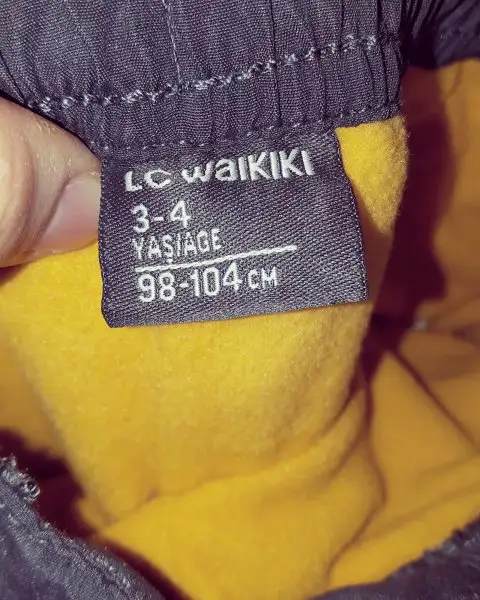 LC WAIKIKI
3-4
YAŞ/AGE
98-104 CM